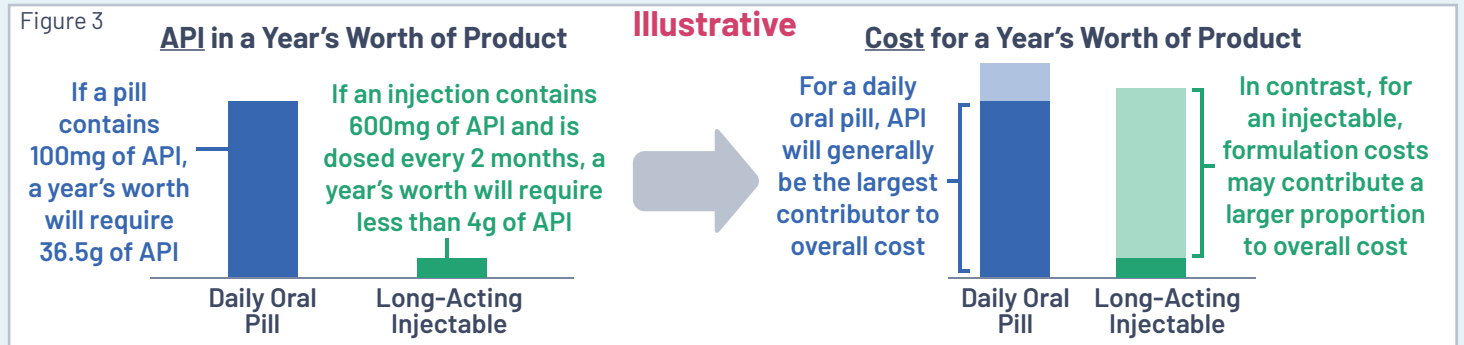 Figure 3
Illustrative
API in a Year's Worth of Product
If a pill
contains
100mg of API,
a year's worth
will require
36.5g of API
If an injection contains
600mg of API and is
dosed every 2 months, a
year's worth will require
less than 4g of API
Daily Oral
Pill
Long-Acting
Injectable
Cost for a Year's Worth of Product
For a daily
oral pill, API
will generally
be the largest
contributor to
overall cost
In contrast, for
an injectable,
formulation costs
may contribute a
larger proportion
to overall cost
Daily Oral
Pill
Long-Acting
Injectable